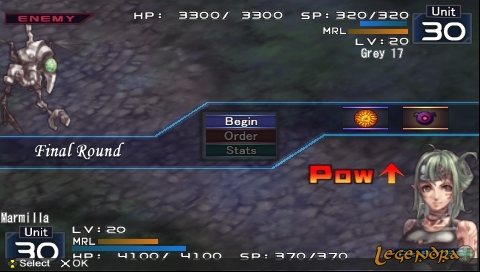 ENEMY
HP: 3300/ 3300 SP:320/320
MRL
LV:20
Grey 17
Unit
30
Begin
Order
Stats
Final Round
Pow
Marmilla
Unit
30
LV:20
MRL
HP: 4100/ 4100 SP:370/370
Select XOK
Legendra